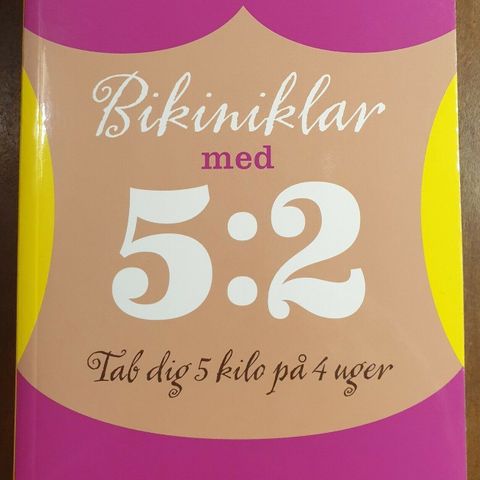 Bikiniklar
med
5:2
Tab dig 5 kilo på 4 uger